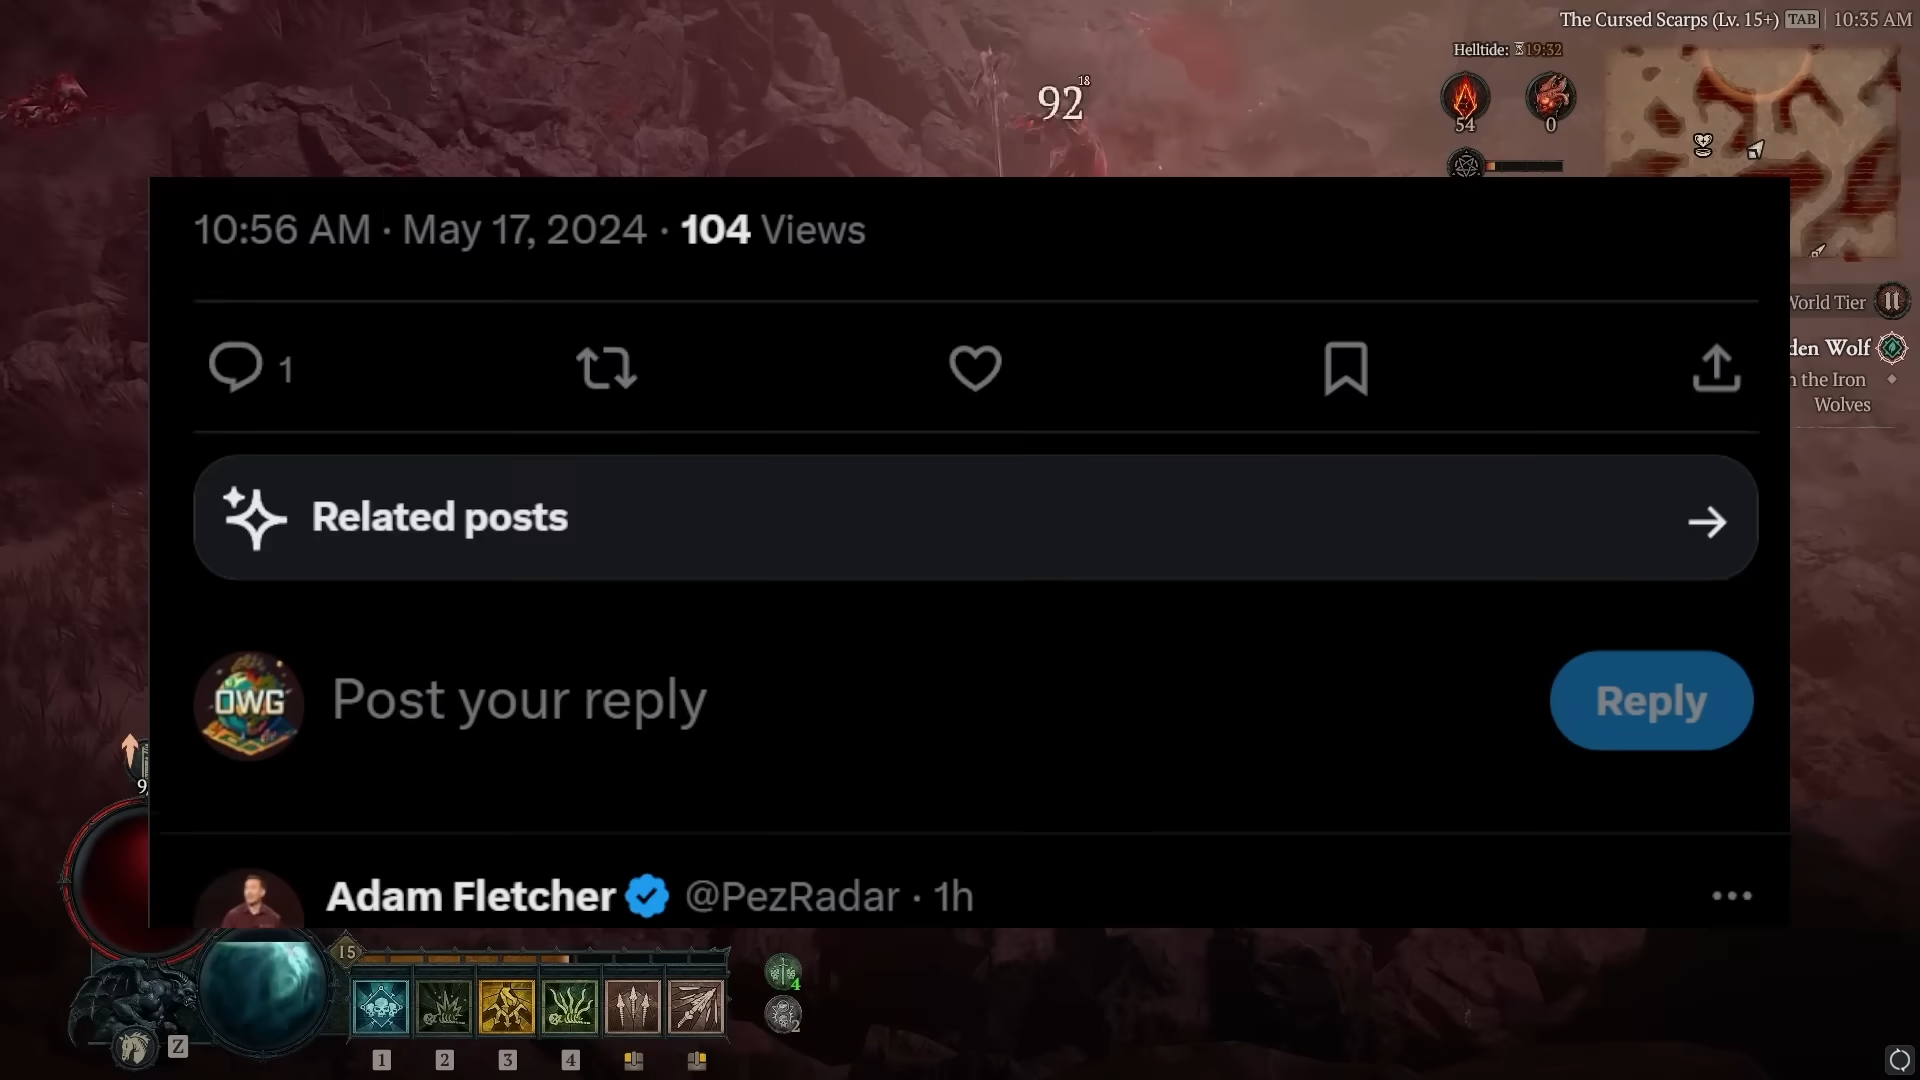 The Cursed Scarps (Lv. 15+) TAB 10:35 AM
Helltide: 19:32
92 18
54 0
10:56 AM · May 17, 2024 · 104 Views
World Tier II
den Wolf
1
n the Iron
Wolves
Related posts
OWG
Post your reply
Reply
9
Adam Fletcher @PezRadar · 1h
15
4
2
Z
1 2 3 4